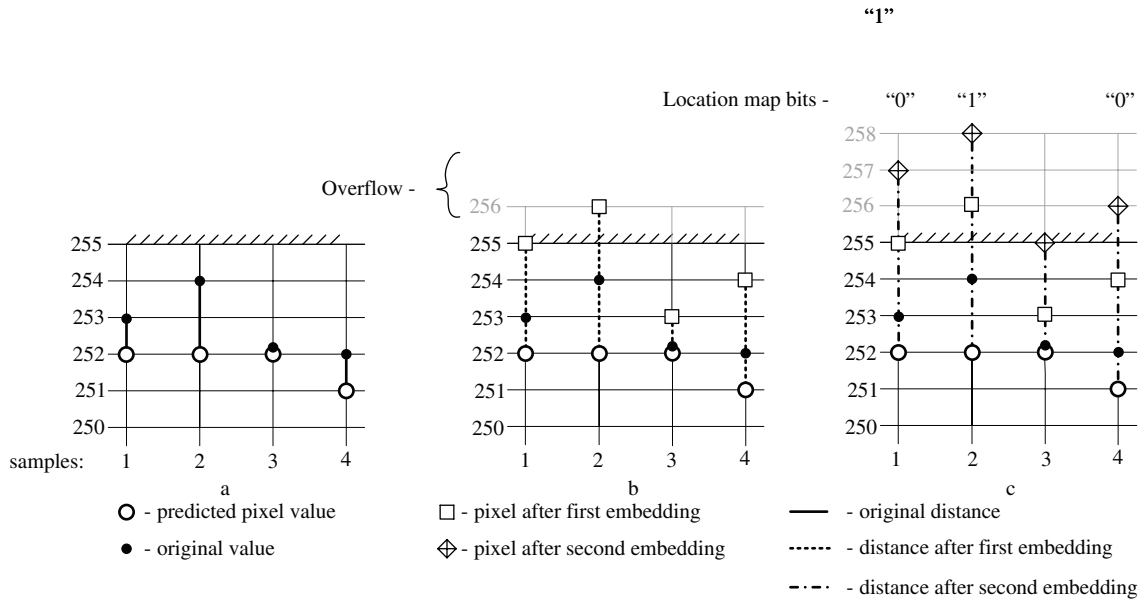 “1”
Location map bits - “0” “1” “0”
258
257
Overflow -
256
256
255
255
255
254
254
254
253
253
253
252
252
252
251
251
251
250
250
250
samples: 1 2 3 4
1 2 3 4
1 2 3 4
a
b
c
- predicted pixel value
- pixel after first embedding
- original distance
- original value
- pixel after second embedding
- distance after first embedding
- distance after second embedding